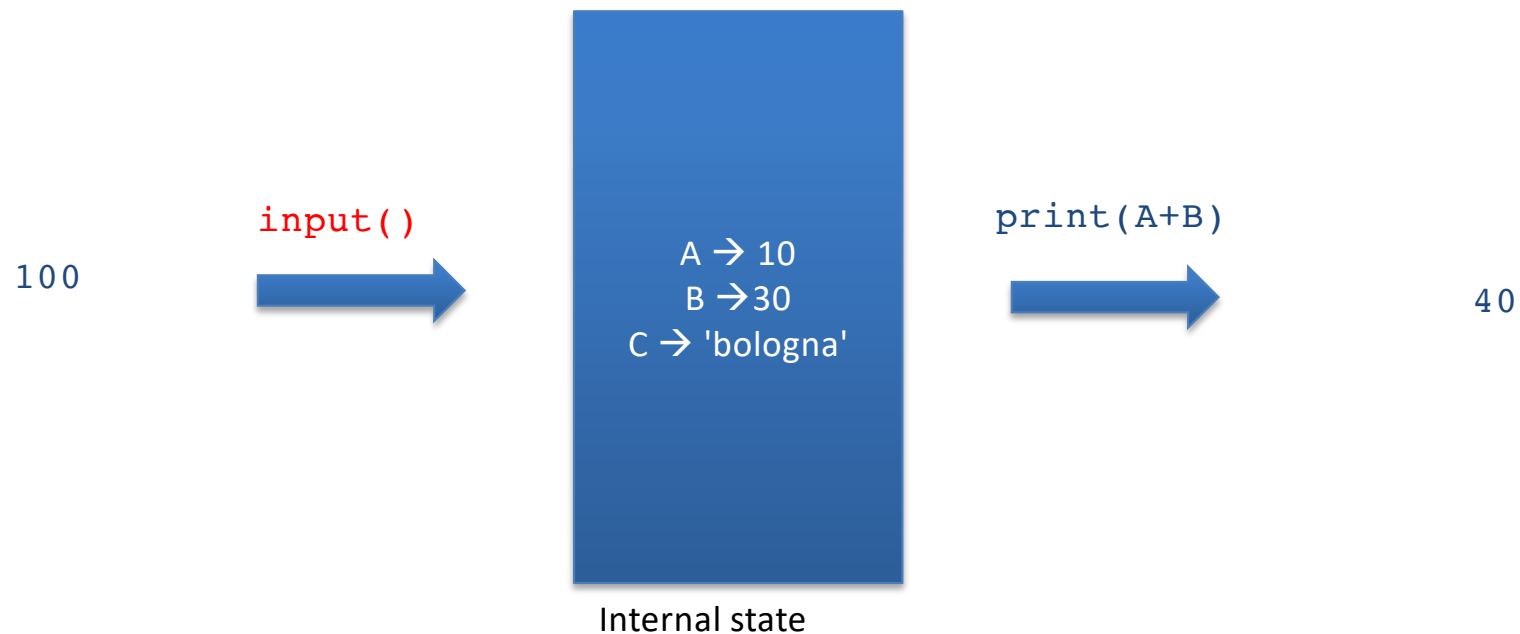 100
input()
A → 10
B →30
C → 'bologna'
Internal state
print(A+B)
40